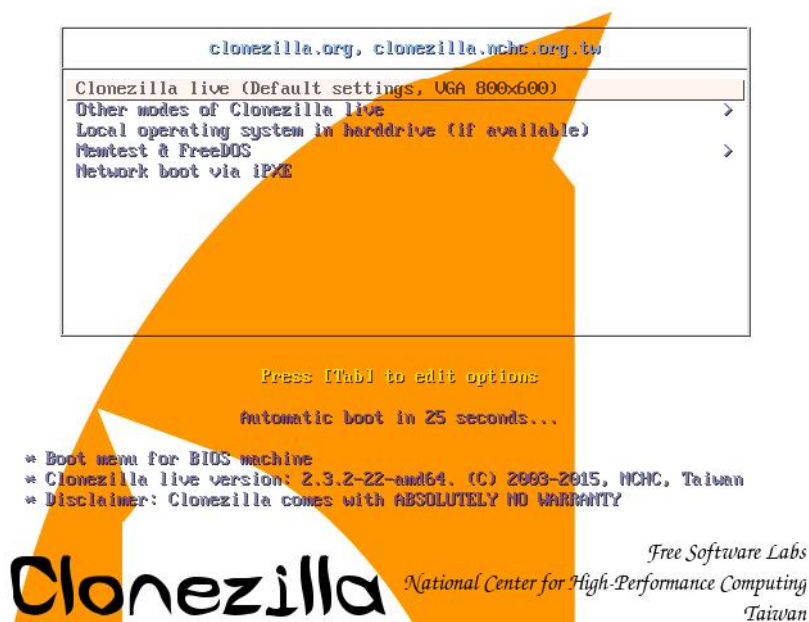 clonezilla.org, clonezilla.nchc.org.tw
Clonezilla live (Default settings, VGA 800x600)
Other modes of Clonezilla live >
Local operating system in harddrive (if available)
Memtest & FreeDOS >
Network boot via iPXE
Press [Tab] to edit options
Automatic boot in 25 seconds...
* Boot menu for BIOS machine
* Clonezilla live version: 2.3.2-22-amd64. (C) 2003-2015, NCHC, Taiwan
* Disclaimer: Clonezilla comes with ABSOLUTELY NO WARRANTY
Clonezilla
Free Software Labs
National Center for High-Performance Computing
Taiwan